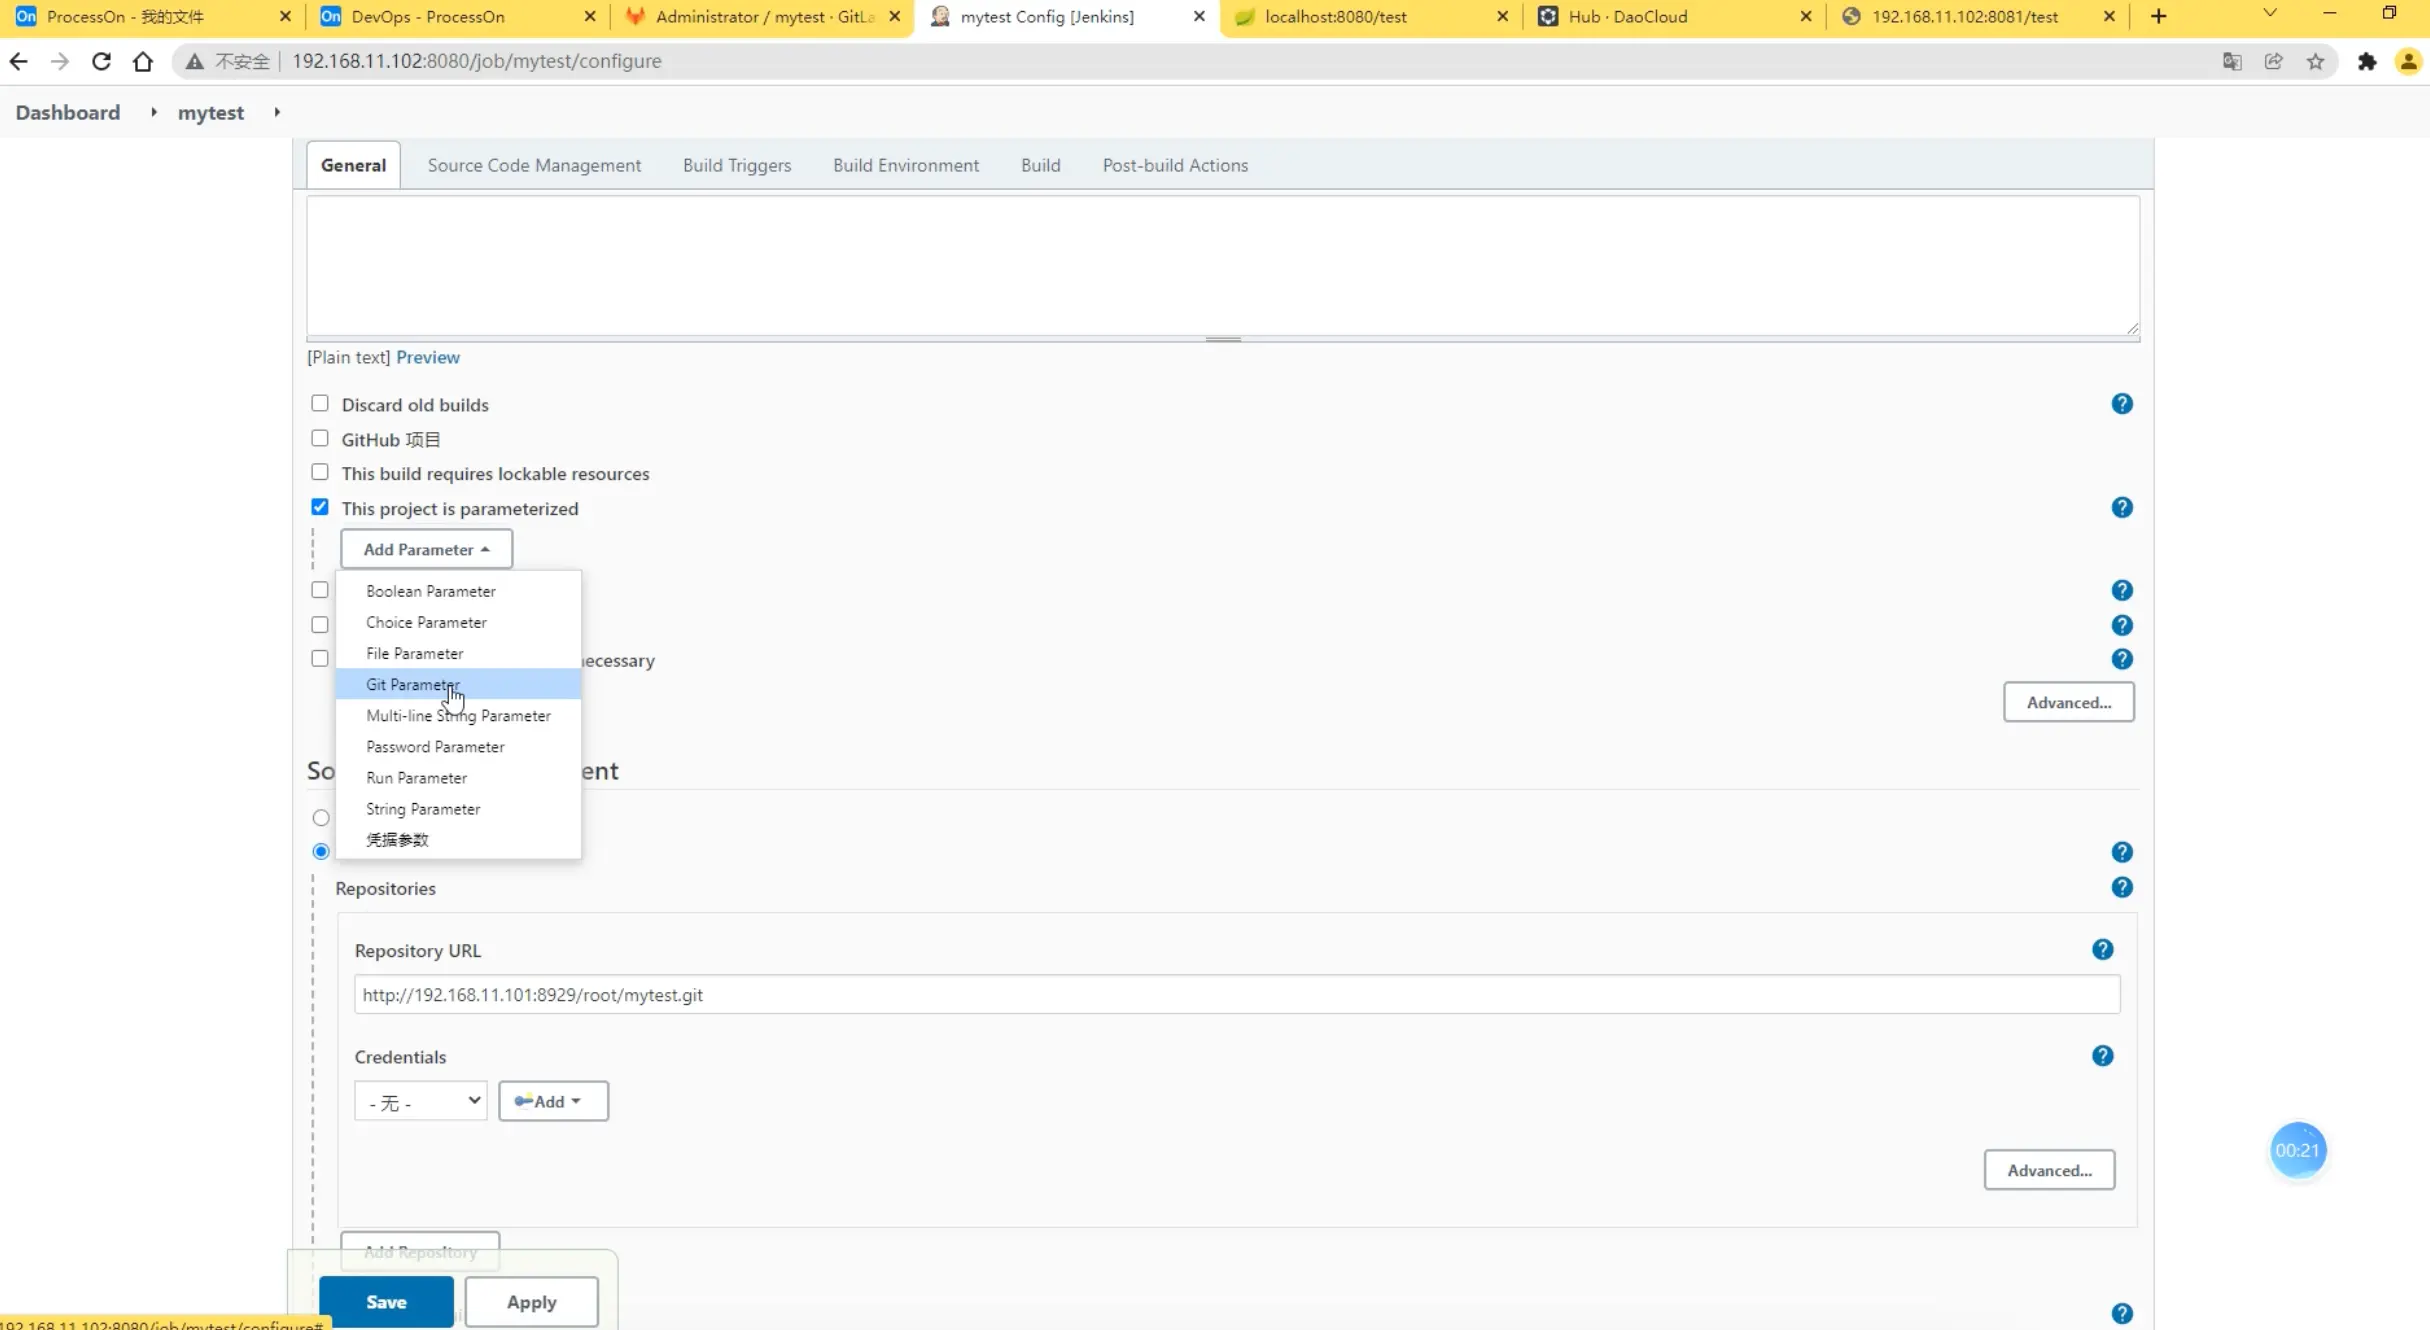 On ProcessOn - 我的文件
On DevOps - ProcessOn
Administrator / mytest · GitLa
mytest Config [Jenkins]
localhost:8080/test
Hub · DaoCloud
192.168.11.102:8081/test
不安全 192.168.11.102:8080/job/mytest/configure
Dashboard mytest
General Source Code Management Build Triggers Build Environment Build Post-build Actions
[Plain text] Preview
Discard old builds
GitHub 项目
This build requires lockable resources
This project is parameterized
Add Parameter
Boolean Parameter
Choice Parameter
File Parameter
ecessary
Git Parameter
Advanced...
Multi-line String Parameter
Password Parameter
So ent
Run Parameter
String Parameter
凭据参数
Repositories
Repository URL
http://192.168.11.101:8929/root/mytest.git
Credentials
- 无 - Add
00:21
Advanced...
Add Repository
Save Apply
192.168.11.102:8080/job/mytest/configure#